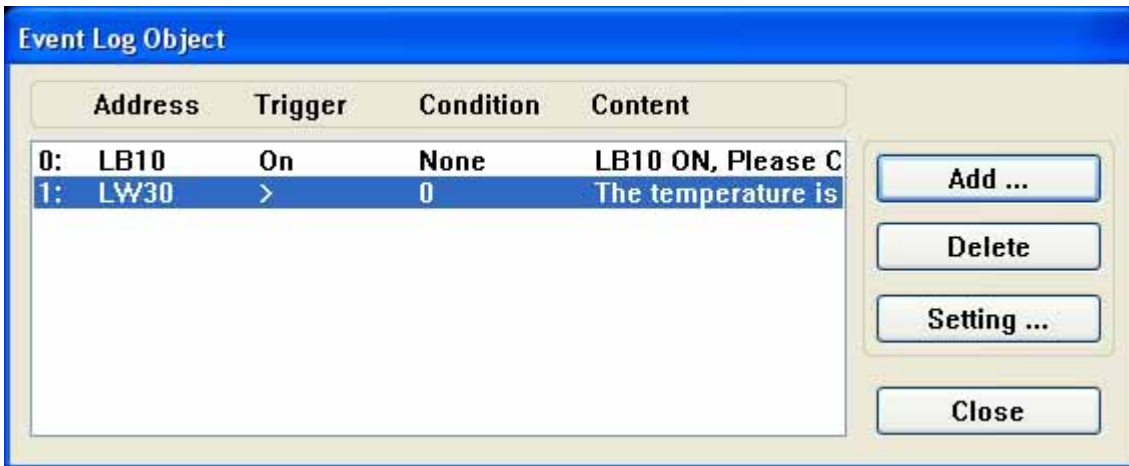 Event Log Object
Address Trigger Condition Content
0: LB10 On None LB10 ON, Please C
1: LW30 > 0 The temperature is
Add ...
Delete
Setting ...
Close